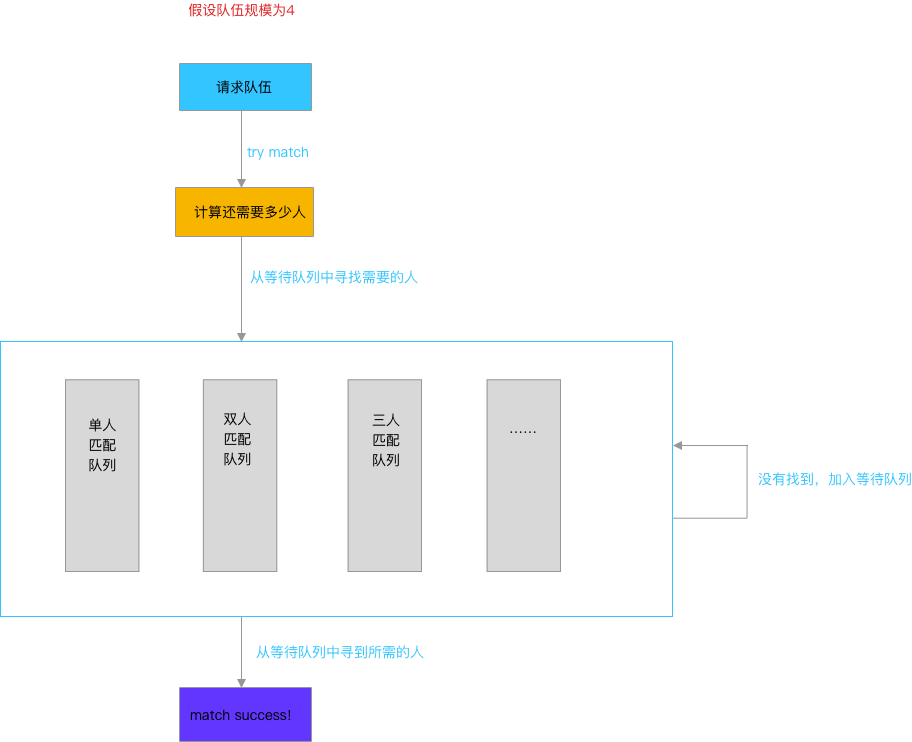 假设队伍规模为4
请求队伍
try match
计算还需要多少人
从等待队列中寻找需要的人
单人
匹配
队列
双人
匹配
队列
三人
匹配
队列
……
没有找到，加入等待队列
从等待队列中寻到所需的人
match success!